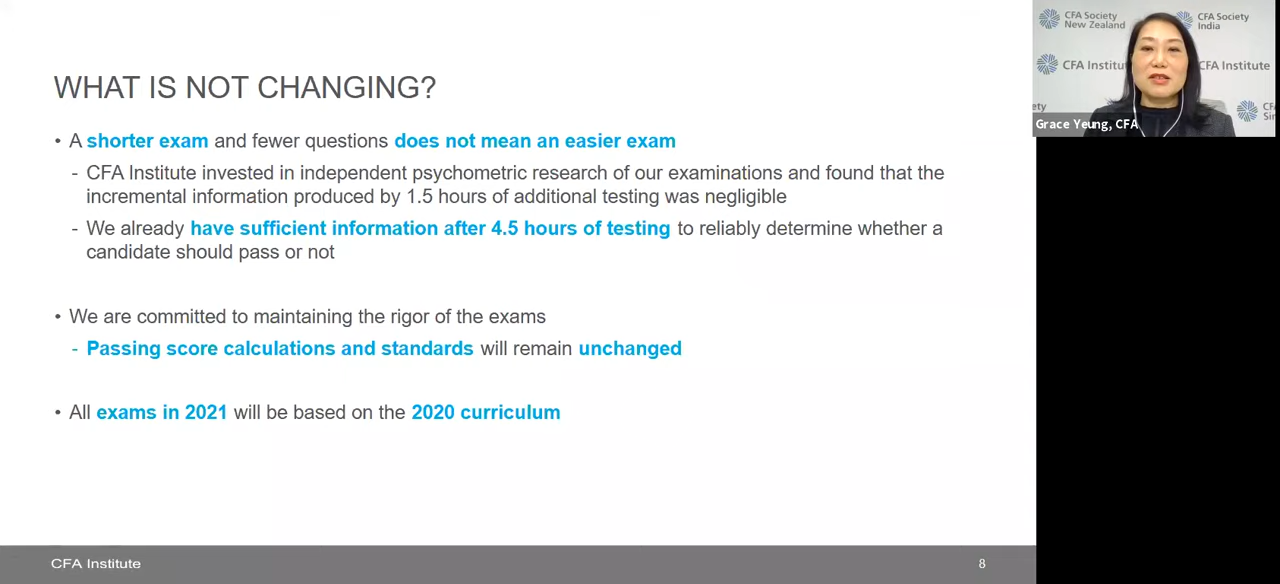 WHAT IS NOT CHANGING?
• A shorter exam and fewer questions does not mean an easier exam
- CFA Institute invested in independent psychometric research of our examinations and found that the
incremental information produced by 1.5 hours of additional testing was negligible
- We already have sufficient information after 4.5 hours of testing to reliably determine whether a
candidate should pass or not
• We are committed to maintaining the rigor of the exams
- Passing score calculations and standards will remain unchanged
• All exams in 2021 will be based on the 2020 curriculum
CFA Institute
8
CFA Society
New Zealand
CFA Society
India
CFA Institu
CFA Institute
ety
Grace Yeung, CFA